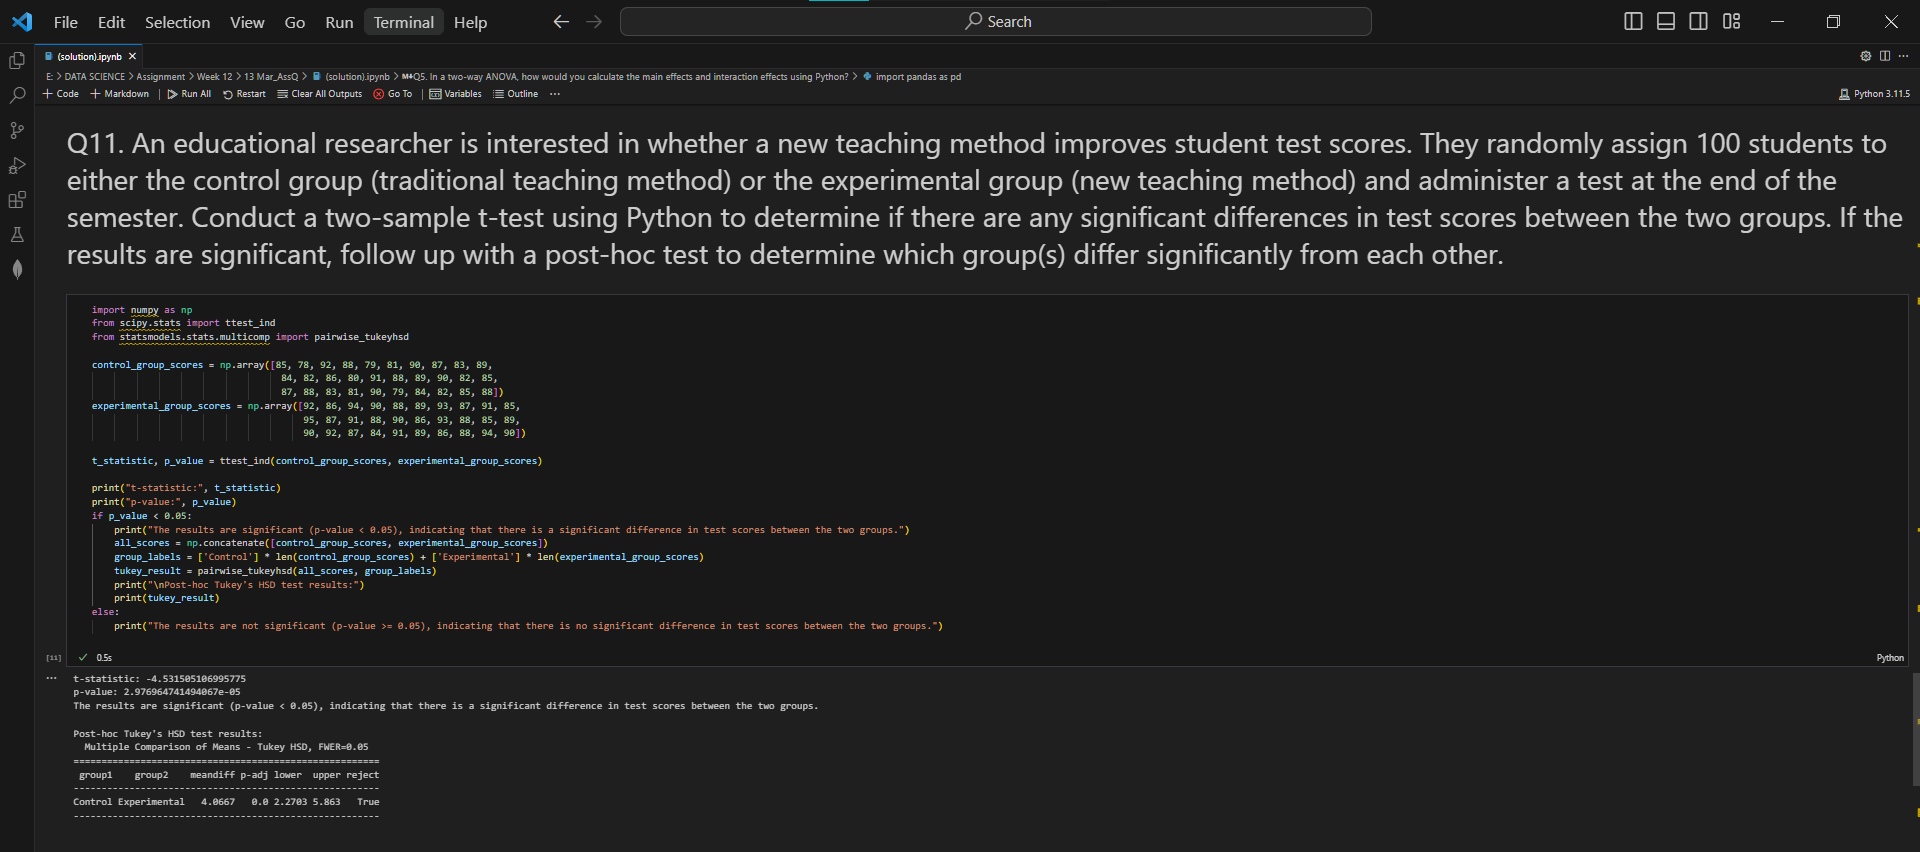 File Edit Selection View Go Run Terminal Help Search
(solution).ipynb
E: > DATA SCIENCE > Assignment > Week 12 > 13 Mar_AssQ > (solution).ipynb > M↓Q5. In a two-way ANOVA, how would you calculate the main effects and interaction effects using Python? > import pandas as pd
+ Code + Markdown | Run All Restart Clear All Outputs Go To | Variables Outline ... Python 3.11.5
Q11. An educational researcher is interested in whether a new teaching method improves student test scores. They randomly assign 100 students to
either the control group (traditional teaching method) or the experimental group (new teaching method) and administer a test at the end of the
semester. Conduct a two-sample t-test using Python to determine if there are any significant differences in test scores between the two groups. If the
results are significant, follow up with a post-hoc test to determine which group(s) differ significantly from each other.
import numpy as np
from scipy.stats import ttest_ind
from statsmodels.stats.multicomp import pairwise_tukeyhsd
control_group_scores = np.array([85, 78, 92, 88, 79, 81, 90, 87, 83, 89,
84, 82, 86, 80, 91, 88, 89, 90, 82, 85,
87, 88, 83, 81, 90, 79, 84, 82, 85, 88])
experimental_group_scores = np.array([92, 86, 94, 90, 88, 89, 93, 87, 91, 85,
95, 87, 91, 88, 90, 86, 93, 88, 85, 89,
90, 92, 87, 84, 91, 89, 86, 88, 94, 90])
t_statistic, p_value = ttest_ind(control_group_scores, experimental_group_scores)
print("t-statistic:", t_statistic)
print("p-value:", p_value)
if p_value < 0.05:
print("The results are significant (p-value < 0.05), indicating that there is a significant difference in test scores between the two groups.")
all_scores = np.concatenate([control_group_scores, experimental_group_scores])
group_labels = ['Control'] * len(control_group_scores) + ['Experimental'] * len(experimental_group_scores)
tukey_result = pairwise_tukeyhsd(all_scores, group_labels)
print("\nPost-hoc Tukey's HSD test results:")
print(tukey_result)
else:
print("The results are not significant (p-value >= 0.05), indicating that there is no significant difference in test scores between the two groups.")
[11] ✓ 0.5s Python
... t-statistic: -4.531505106995775
p-value: 2.976964741494067e-05
The results are significant (p-value < 0.05), indicating that there is a significant difference in test scores between the two groups.
Post-hoc Tukey's HSD test results:
Multiple Comparison of Means - Tukey HSD, FWER=0.05
=======================================================
group1 group2 meandiff p-adj lower upper reject
-------------------------------------------------------
Control Experimental 4.0667 0.0 2.2703 5.863 True
-------------------------------------------------------